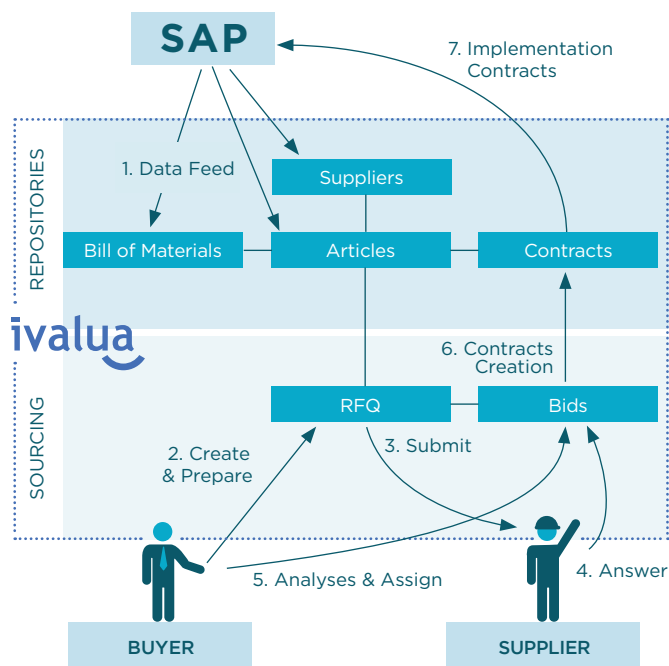 SAP
7. Implementation
Contracts
REPOSITORIES
1. Data Feed
Suppliers
Bill of Materials
Articles
Contracts
ivalua
6. Contracts
Creation
SOURCING
RFQ
Bids
2. Create
& Prepare
3. Submit
5. Analyses & Assign
4. Answer
BUYER
SUPPLIER